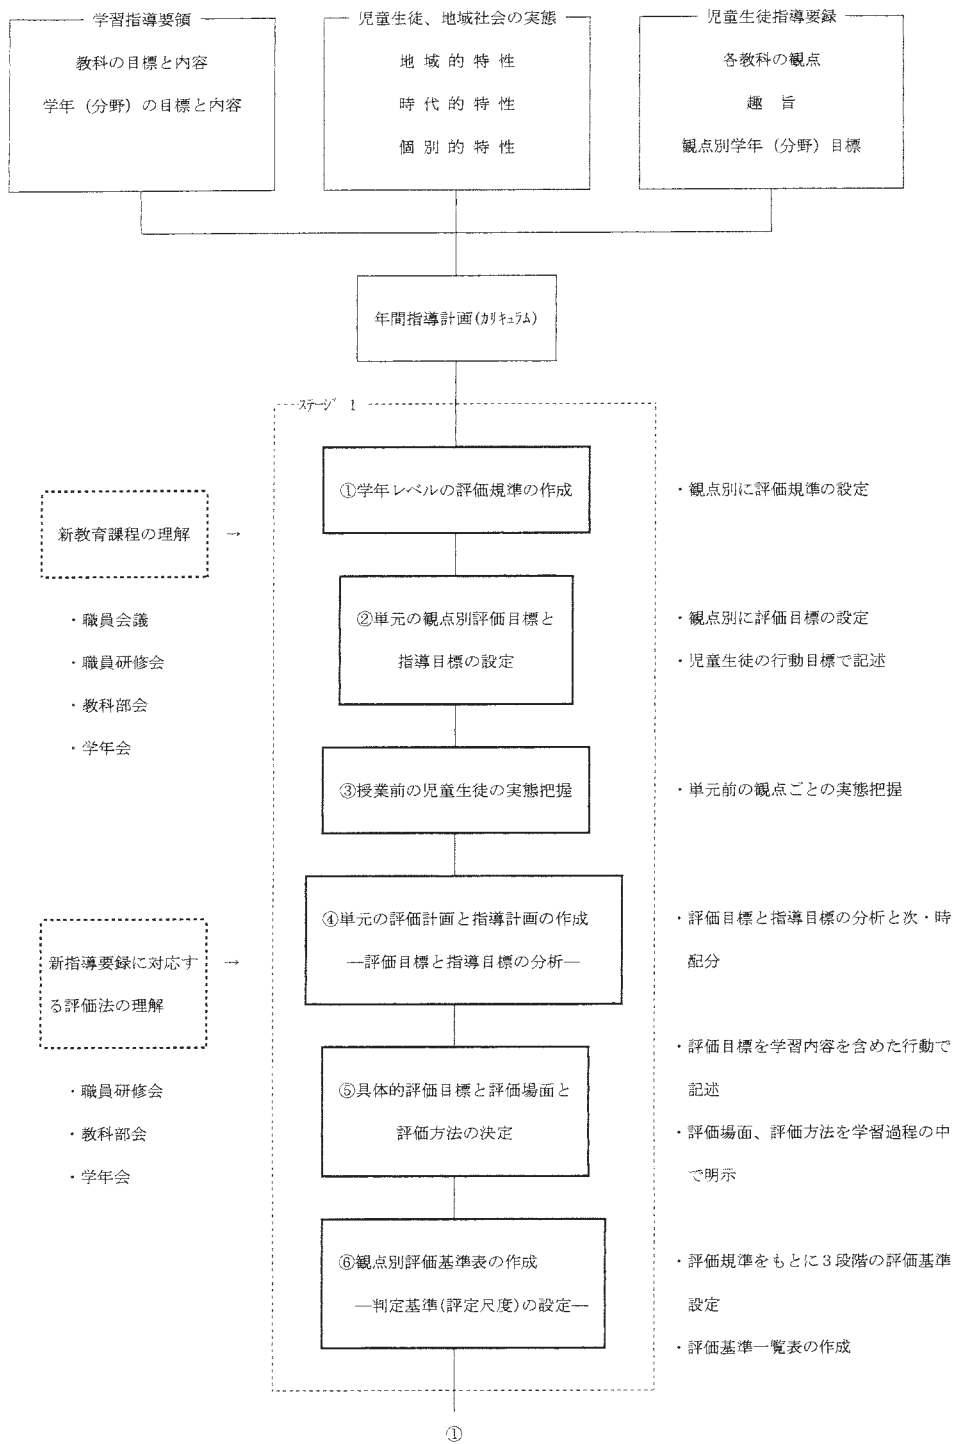 学習指導要領
教科の目標と内容
学年（分野）の目標と内容
児童生徒、地域社会の実態
地域的特性
時代的特性
個別的特性
児童生徒指導要録
各教科の観点
趣旨
観点別学年（分野）目標
年間指導計画(ｶﾘｷｭﾗﾑ)
ｽﾃｰｼﾞ 1
①学年レベルの評価規準の作成
・観点別に評価規準の設定
新教育課程の理解 →
・職員会議
・職員研修会
・教科部会
・学年会
②単元の観点別評価目標と
指導目標の設定
・観点別に評価目標の設定
・児童生徒の行動目標で記述
③授業前の児童生徒の実態把握
・単元前の観点ごとの実態把握
④単元の評価計画と指導計画の作成
―評価目標と指導目標の分析―
・評価目標と指導目標の分析と次・時
配分
新指導要録に対応す →
る評価法の理解
・職員研修会
・教科部会
・学年会
⑤具体的評価目標と評価場面と
評価方法の決定
・評価目標を学習内容を含めた行動で
記述
・評価場面、評価方法を学習過程の中
で明示
⑥観点別評価基準表の作成
―判定基準(評定尺度)の設定―
・評価規準をもとに３段階の評価基準
設定
・評価基準一覧表の作成
①